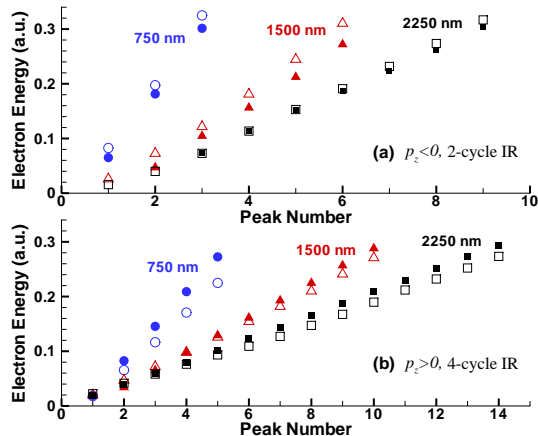 Electron Energy (a.u.)
0.3
0.2
0.1
0
750 nm
1500 nm
2250 nm
(a) p_z<0, 2-cycle IR
0 2 4 6 8 10
Peak Number
Electron Energy (a.u.)
0.3
0.2
0.1
0
750 nm
1500 nm
2250 nm
(b) p_z>0, 4-cycle IR
0 2 4 6 8 10 12 14
Peak Number